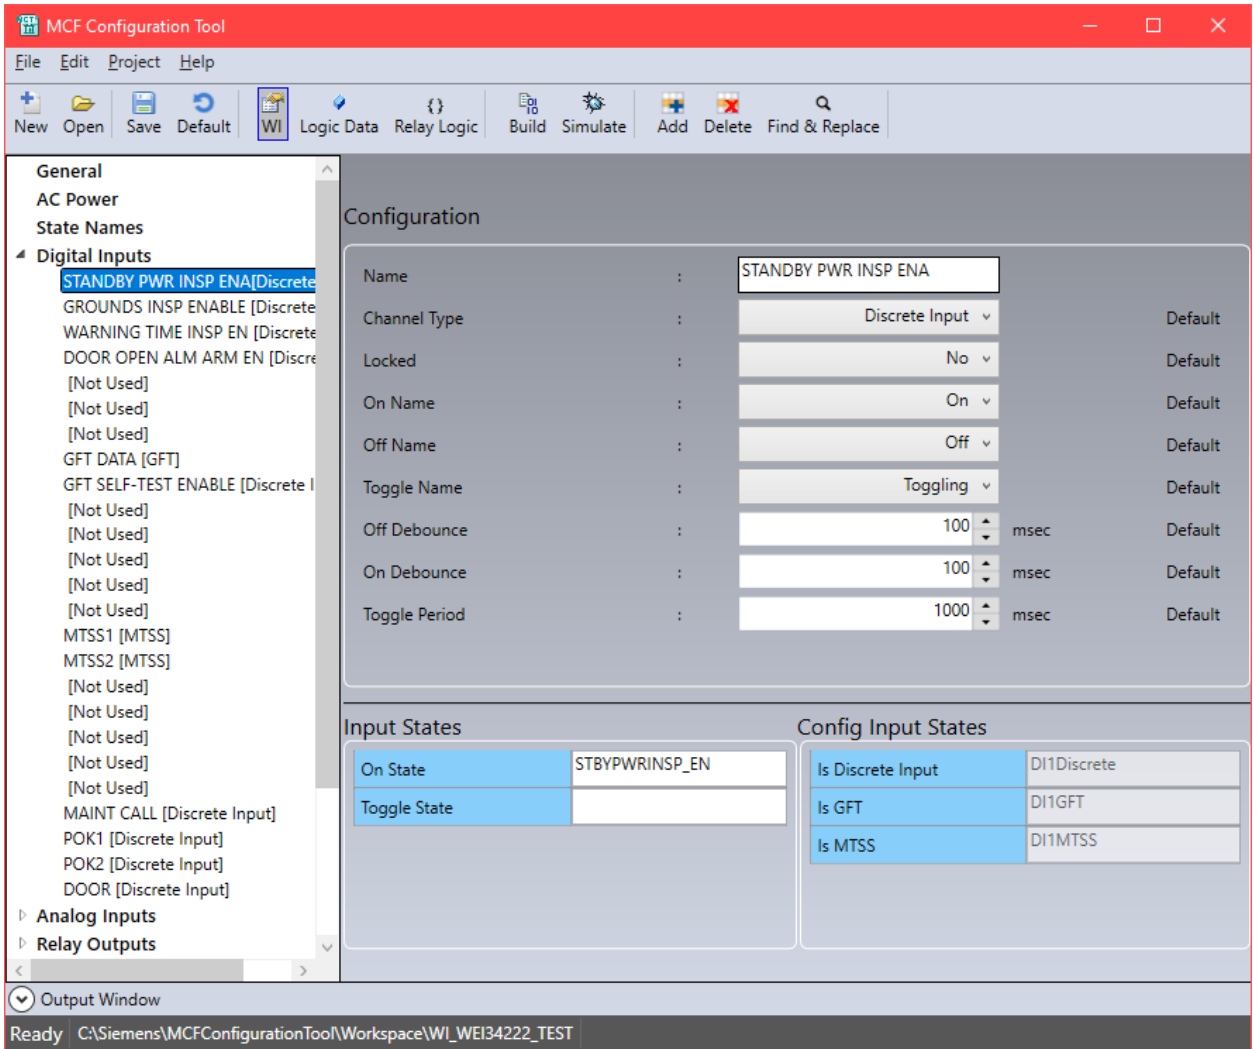 MCF Configuration Tool
File Edit Project Help
New Open Save Default WI Logic Data Relay Logic Build Simulate Add Delete Find & Replace
General
AC Power
State Names
Digital Inputs
STANDBY PWR INSP ENA[Discrete
GROUNDS INSP ENABLE [Discrete
WARNING TIME INSP EN [Discrete
DOOR OPEN ALM ARM EN [Discre
[Not Used]
[Not Used]
[Not Used]
GFT DATA [GFT]
GFT SELF-TEST ENABLE [Discrete I
[Not Used]
[Not Used]
[Not Used]
[Not Used]
[Not Used]
MTSS1 [MTSS]
MTSS2 [MTSS]
[Not Used]
[Not Used]
[Not Used]
[Not Used]
[Not Used]
MAINT CALL [Discrete Input]
POK1 [Discrete Input]
POK2 [Discrete Input]
DOOR [Discrete Input]
Analog Inputs
Relay Outputs
Configuration
Name : STANDBY PWR INSP ENA
Channel Type : Discrete Input Default
Locked : No Default
On Name : On Default
Off Name : Off Default
Toggle Name : Toggling Default
Off Debounce : 100 msec Default
On Debounce : 100 msec Default
Toggle Period : 1000 msec Default
Input States
On State STBYPWRINSP_EN
Toggle State
Config Input States
Is Discrete Input DI1Discrete
Is GFT DI1GFT
Is MTSS DI1MTSS
Output Window
Ready C:\Siemens\MCFConfigurationTool\Workspace\WI_WEI34222_TEST